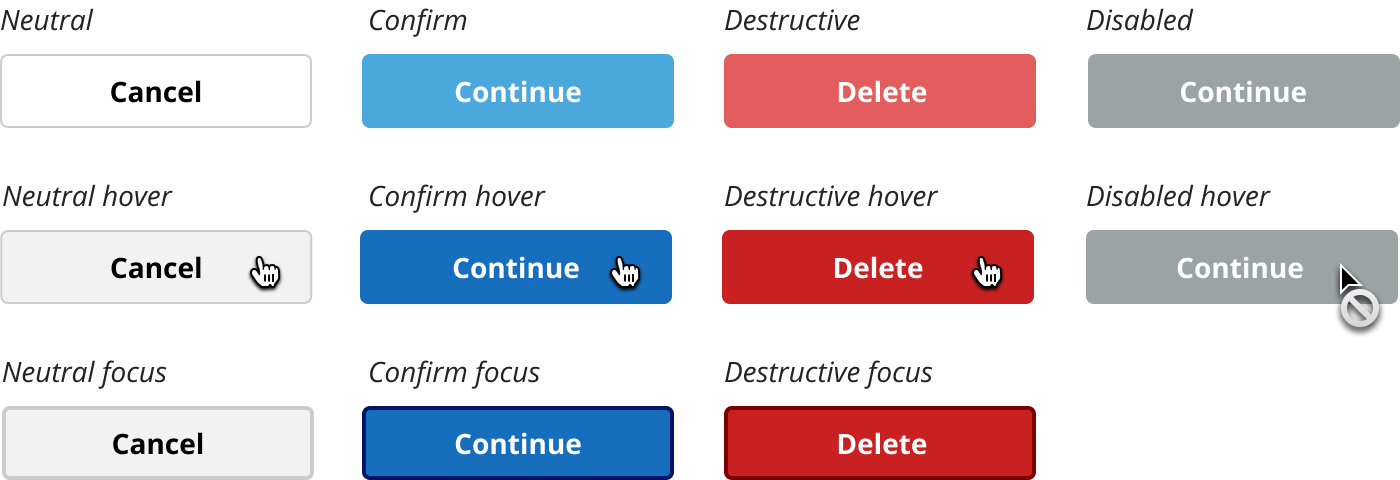 Neutral
Confirm
Destructive
Disabled
Cancel
Continue
Delete
Continue
Neutral hover
Confirm hover
Destructive hover
Disabled hover
Cancel
Continue
Delete
Continue
Neutral focus
Confirm focus
Destructive focus
Cancel
Continue
Delete